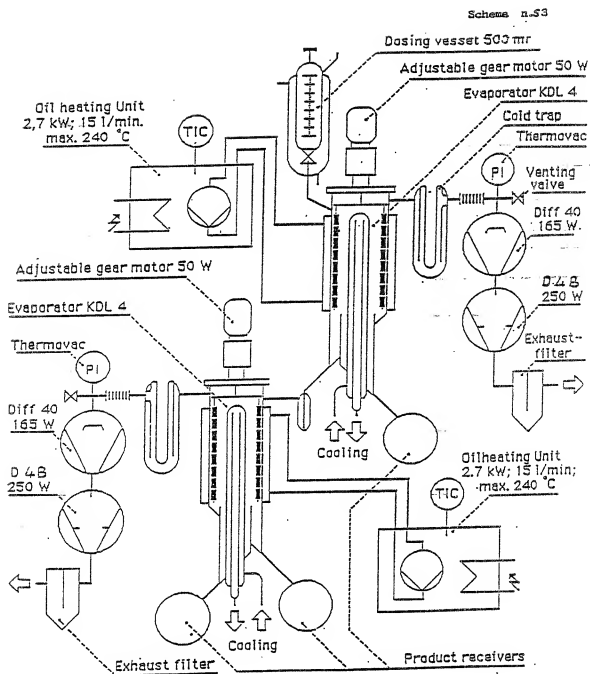 Scheme n.53
Dosing vesset 500 mr
Adjustable gear motor 50 W
Evaporator KDL 4
Cold trap
Thermovac
PI
Venting
valve
Diff 40
165 W.
D 4 B
250 W
Exhaust-
filter
Oil heating Unit
2,7 kW; 15 l/min.
max. 240 °C
TIC
Cooling
Adjustable gear motor 50 W
Evaporator KDL 4
Thermovac
PI
Diff 40
165 W
D 4B
250 W
Exhaust filter
Cooling
Oilheating Unit
2.7 kW; 15 l/min;
max. 240 °C
TIC
Product receivers